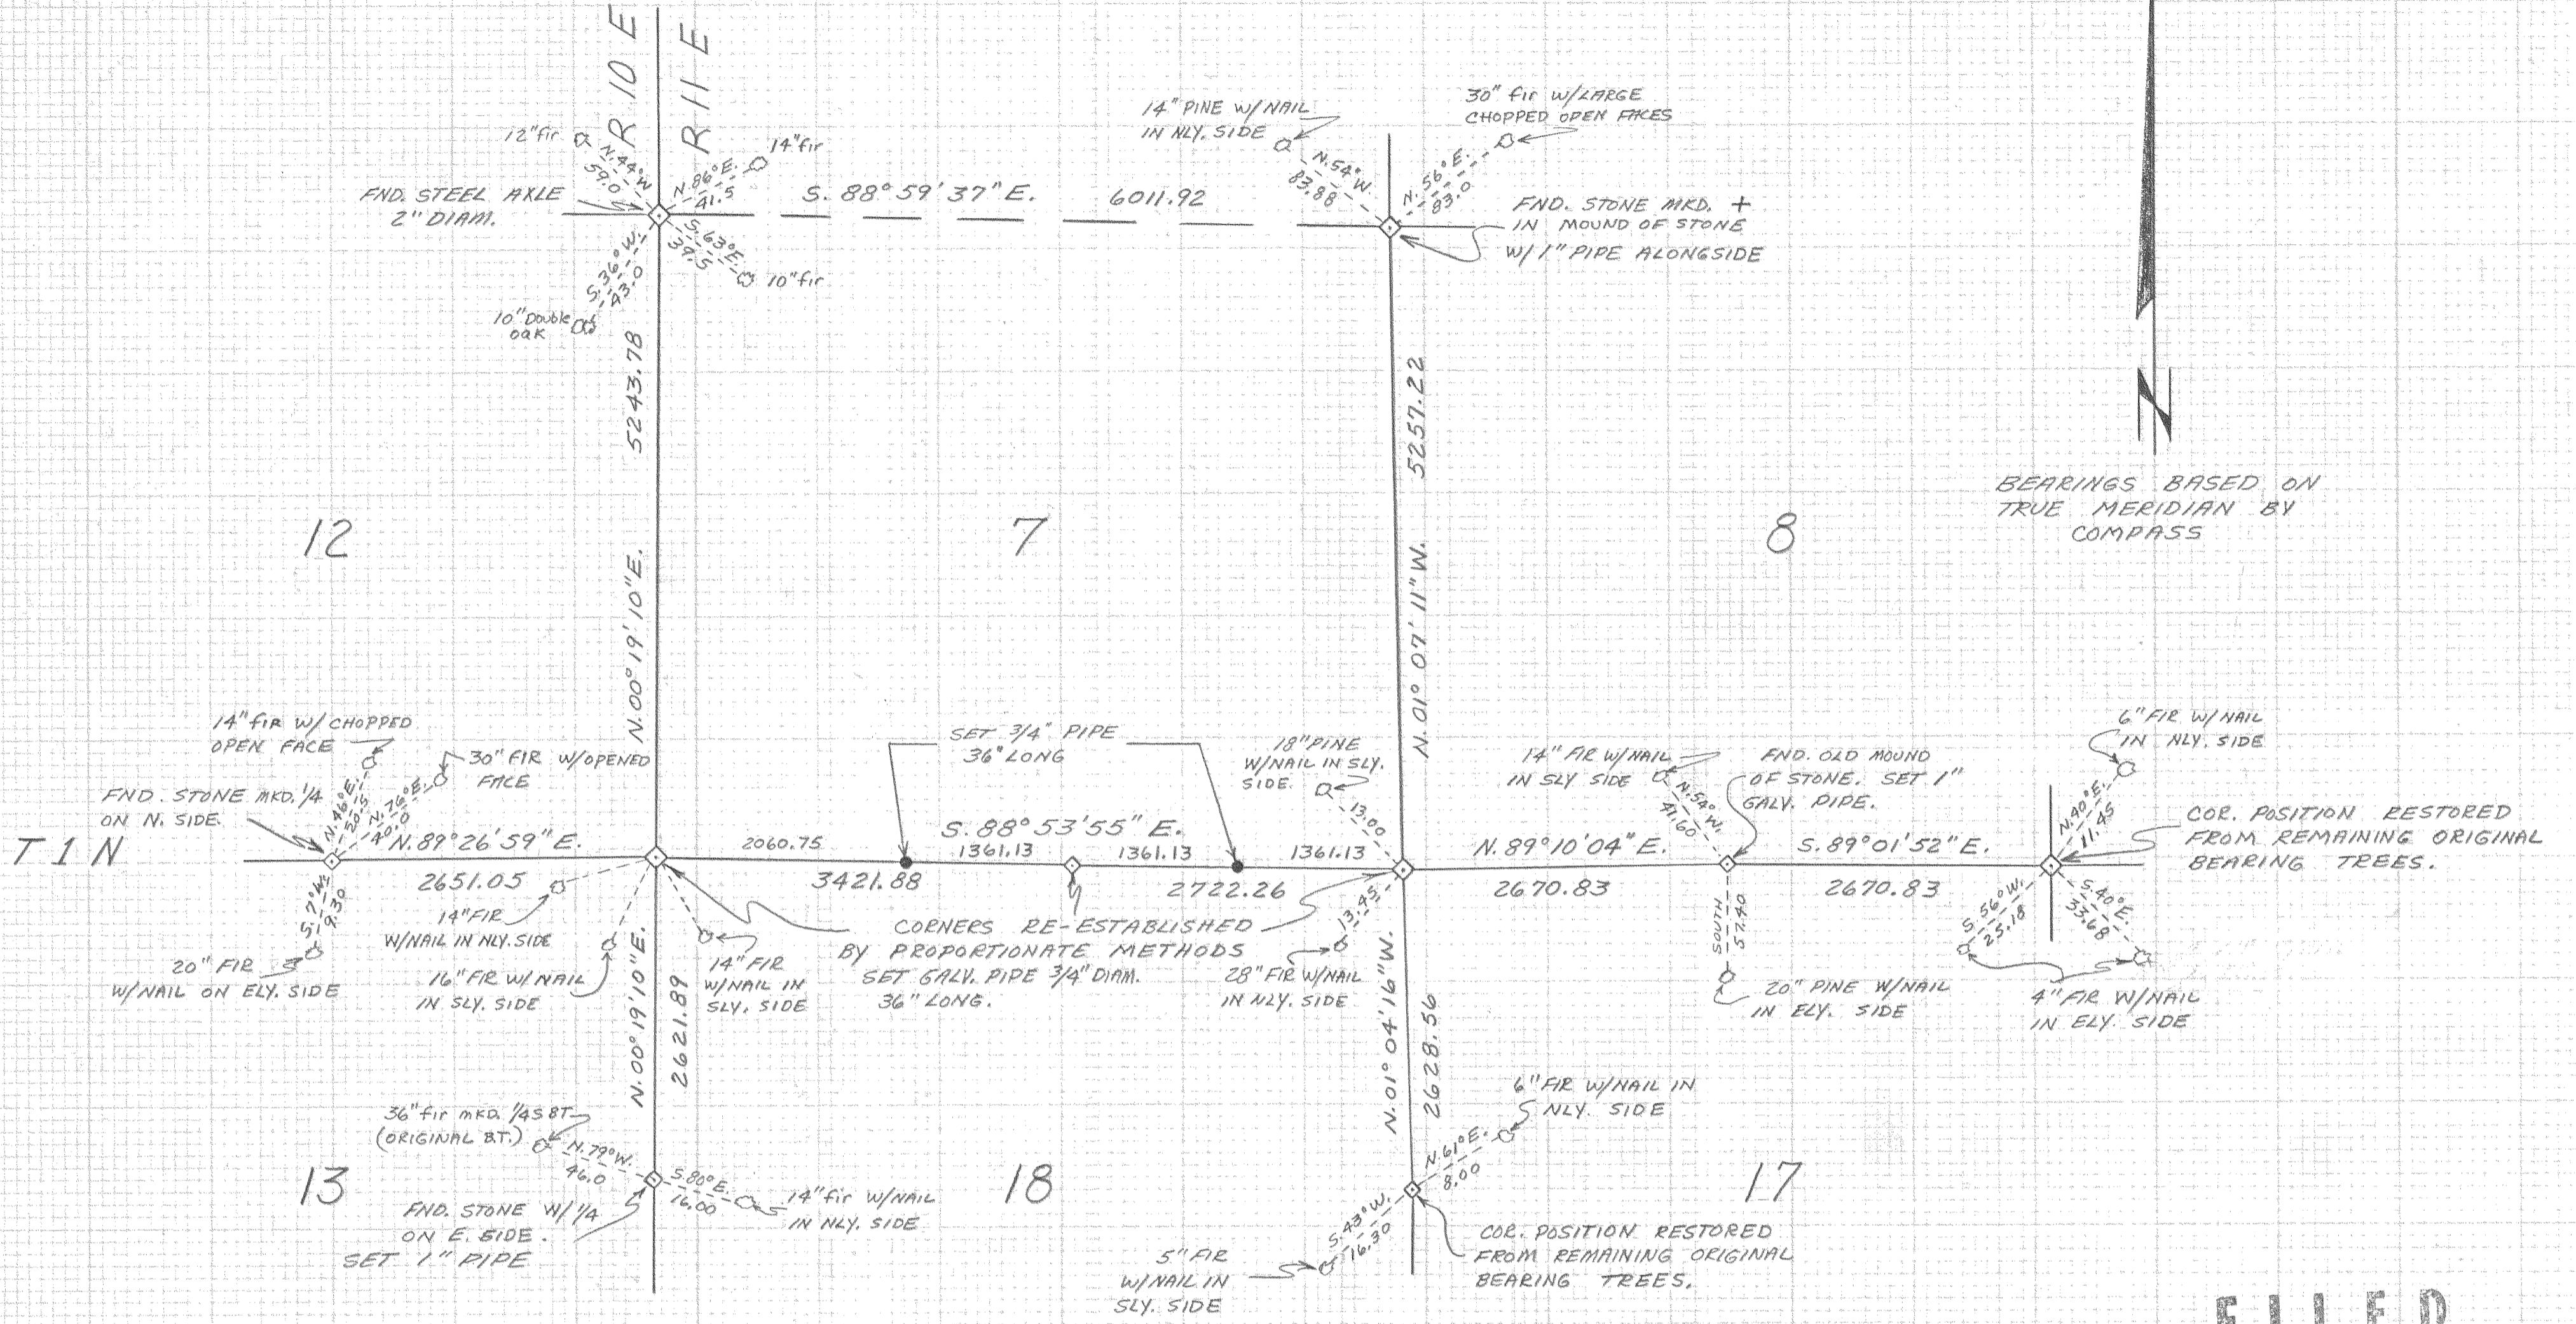 R 10 E
R 11 E
12" fir
N. 44° W
59.0
14" fir
N. 86° E.
41.5
FND. STEEL AXLE
2" DIAM.
S. 88° 59' 37" E.
6011.92
S. 63° E.
39.5
10" fir
S. 36° W.
43.0
10" Double
oak
14" PINE W/NAIL
IN NLY. SIDE
N. 54° W.
83.88
30" fir W/LARGE
CHOPPED OPEN FACES
N. 56° E.
83.0
FND. STONE MKD. +
IN MOUND OF STONE
W/ 1" PIPE ALONGSIDE
5243.78
N. 00° 19' 10" E.
5257.22
N. 01° 07' 11" W.
N
BEARINGS BASED ON
TRUE MERIDIAN BY
COMPASS
12
7
8
14" FIR W/ CHOPPED
OPEN FACE
30" FIR W/OPENED
FACE
FND. STONE MKD. 1/4
ON N. SIDE.
N. 46° E.
20.5
N. 76° E.
40.0
T 1 N
N. 89° 26' 59" E.
2651.05
S. 7° W.
9.30
20" FIR
W/NAIL ON ELY. SIDE
14" FIR
W/NAIL IN NLY. SIDE
16" FIR W/NAIL
IN SLY. SIDE
14" FIR
W/NAIL IN
SLY. SIDE
SET 3/4" PIPE
36" LONG
2060.75
S. 88° 53' 55" E.
1361.13
1361.13
1361.13
3421.88
2722.26
CORNERS RE-ESTABLISHED
BY PROPORTIONATE METHODS
SET GALV. PIPE 3/4" DIAM.
36" LONG.
18" PINE
W/NAIL IN SLY.
SIDE.
13.00
13.45
28" FIR W/NAIL
IN NLY. SIDE
14" FIR W/NAIL
IN SLY SIDE
N. 54° W.
41.60
FND. OLD MOUND
OF STONE. SET 1"
GALV. PIPE.
N. 89° 10' 04" E.
2670.83
S. 89° 01' 52" E.
2670.83
SOUTH
57.40
20" PINE W/NAIL
IN ELY. SIDE
6" FIR W/NAIL
IN NLY. SIDE
N. 40° E.
11.45
COR. POSITION RESTORED
FROM REMAINING ORIGINAL
BEARING TREES.
S. 56° W.
25.18
S. 40° E.
33.68
4" FIR W/NAIL
IN ELY. SIDE
N. 00° 19' 10" E.
2621.89
N. 01° 04' 16" W.
2628.56
36" fir MKD. 1/4 S BT
(ORIGINAL B.T.)
N. 79° W.
46.0
S. 80° E.
16.00
14" fir W/NAIL
IN NLY. SIDE
FND. STONE W/ 1/4
ON E. SIDE.
SET 1" PIPE
13
18
17
6" FIR W/NAIL IN
NLY. SIDE
N. 61° E.
8.00
S. 43° W.
16.30
5" FIR
W/NAIL IN
SLY. SIDE
COR. POSITION RESTORED
FROM REMAINING ORIGINAL
BEARING TREES.
FILED